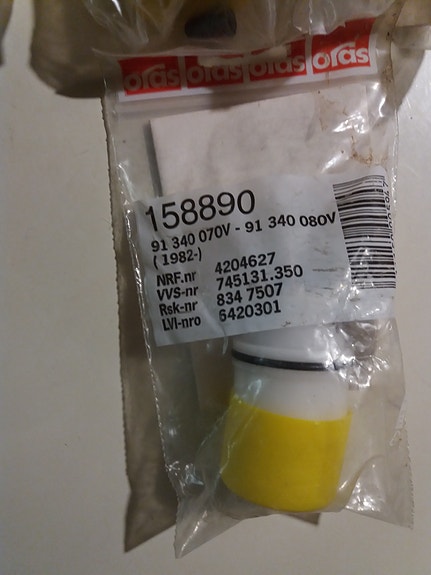 oras oras oras oras
158890
91 340 070V - 91 340 080V
( 1982-)
NRF.nr 4204627
VVS-nr 745131.350
Rsk-nr 834 7507
LVI-nro 6420301